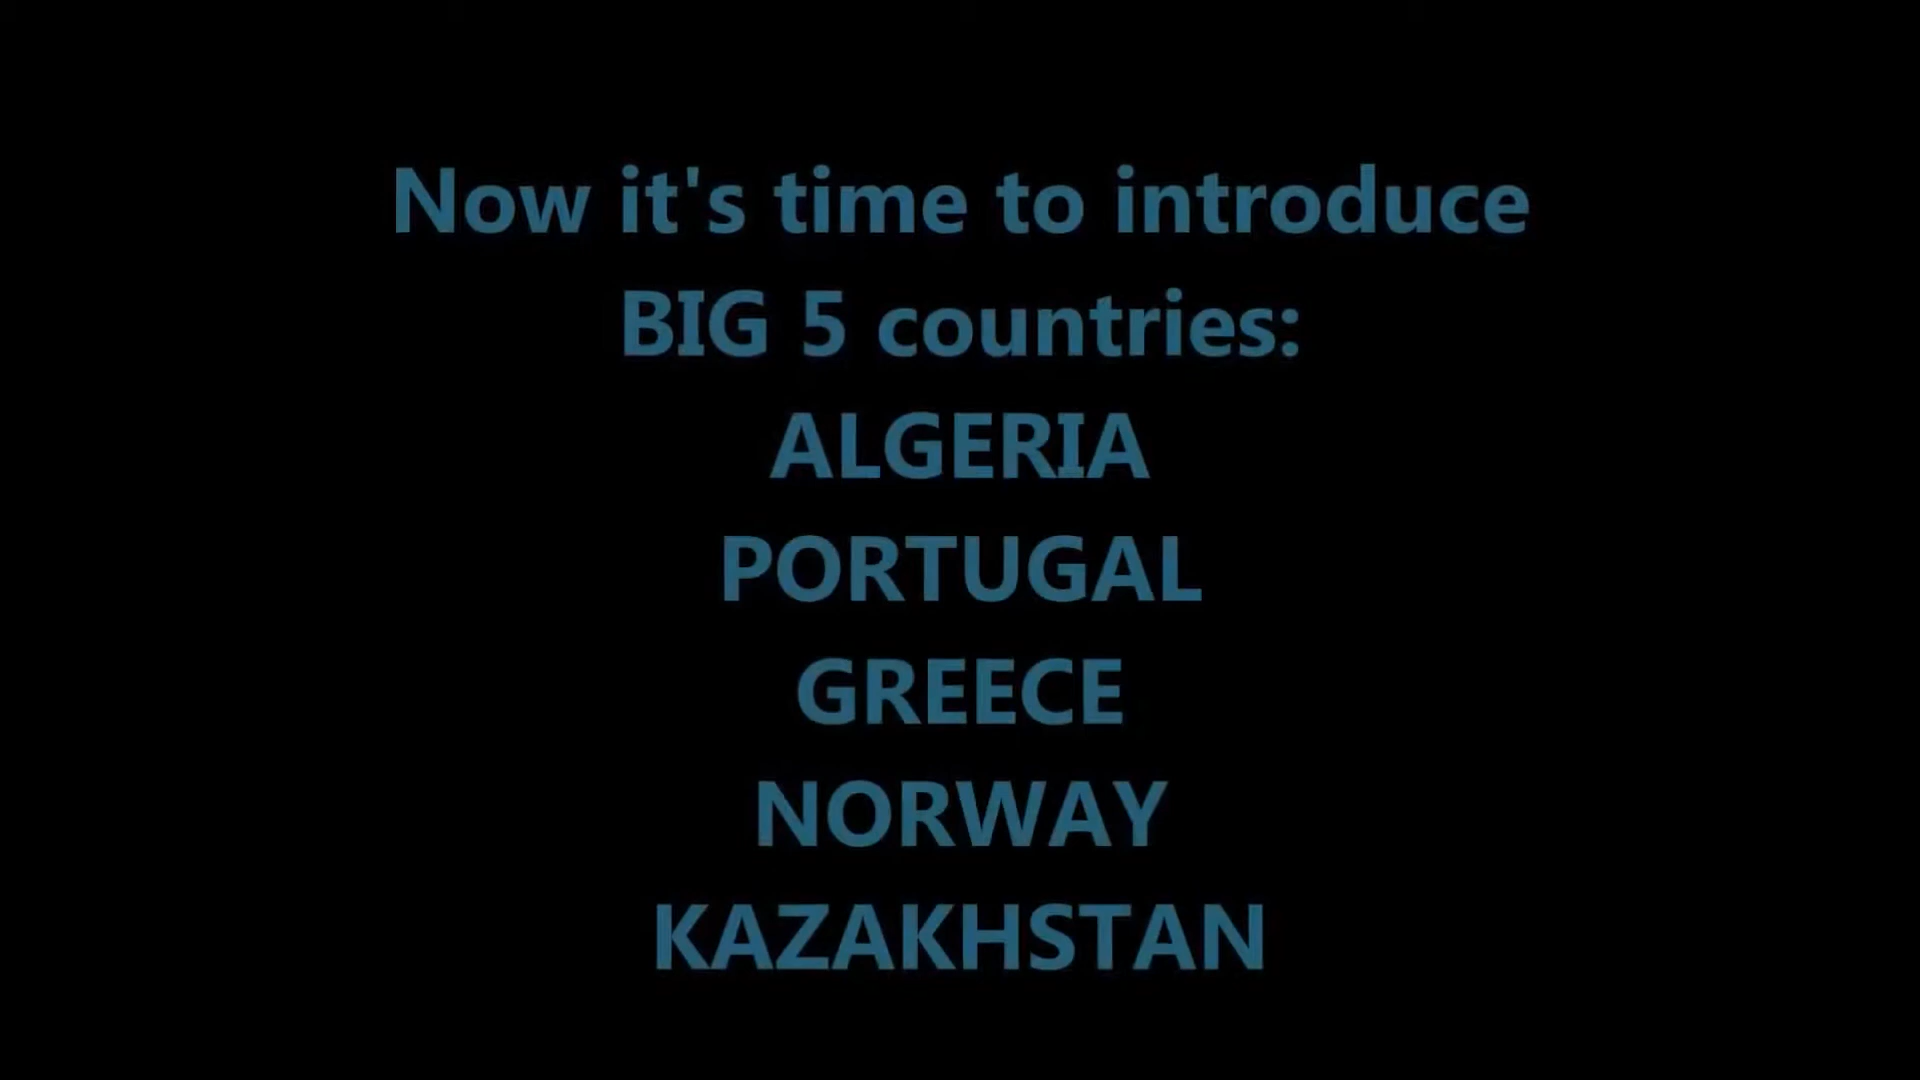 Now it's time to introduce
BIG 5 countries:
ALGERIA
PORTUGAL
GREECE
NORWAY
KAZAKHSTAN